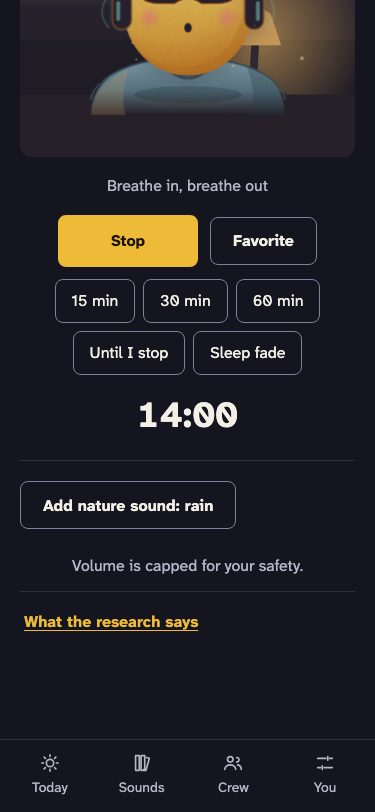 Breathe in, breathe out
Stop
Favorite
15 min
30 min
60 min
Until I stop
Sleep fade
14:00
Add nature sound: rain
Volume is capped for your safety.
What the research says
Today
Sounds
Crew
You